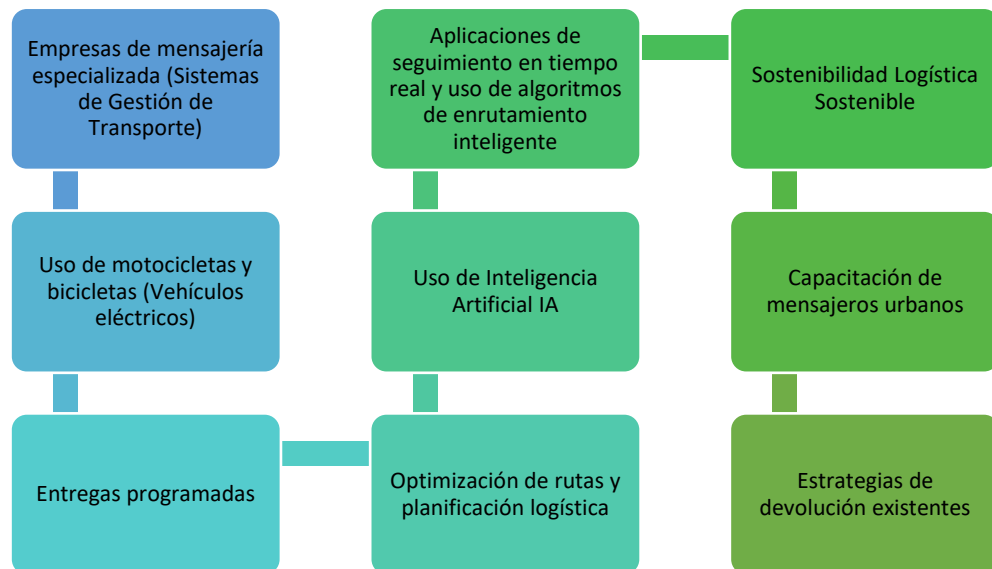 Empresas de mensajería
especializada (Sistemas
de Gestión de
Transporte)
Uso de motocicletas y
bicicletas (Vehículos
eléctricos)
Entregas programadas
Optimización de rutas y
planificación logística
Uso de Inteligencia
Artificial IA
Aplicaciones de
seguimiento en tiempo
real y uso de algoritmos
de enrutamiento
inteligente
Sostenibilidad Logística
Sostenible
Capacitación de
mensajeros urbanos
Estrategias de
devolución existentes